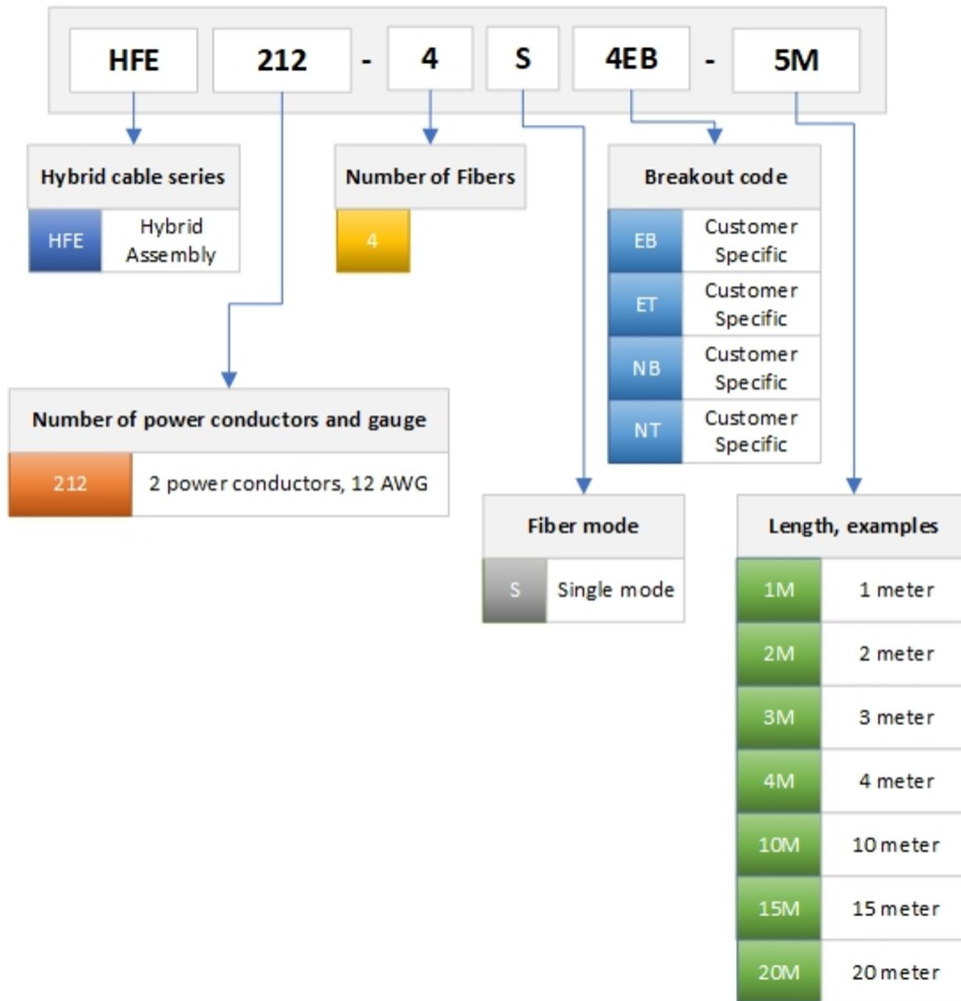 HFE 212 - 4 S 4EB - 5M
Hybrid cable series
HFE Hybrid
Assembly
Number of Fibers
4
Breakout code
EB Customer
Specific
ET Customer
Specific
NB Customer
Specific
NT Customer
Specific
Number of power conductors and gauge
212 2 power conductors, 12 AWG
Fiber mode
S Single mode
Length, examples
1M 1 meter
2M 2 meter
3M 3 meter
4M 4 meter
10M 10 meter
15M 15 meter
20M 20 meter